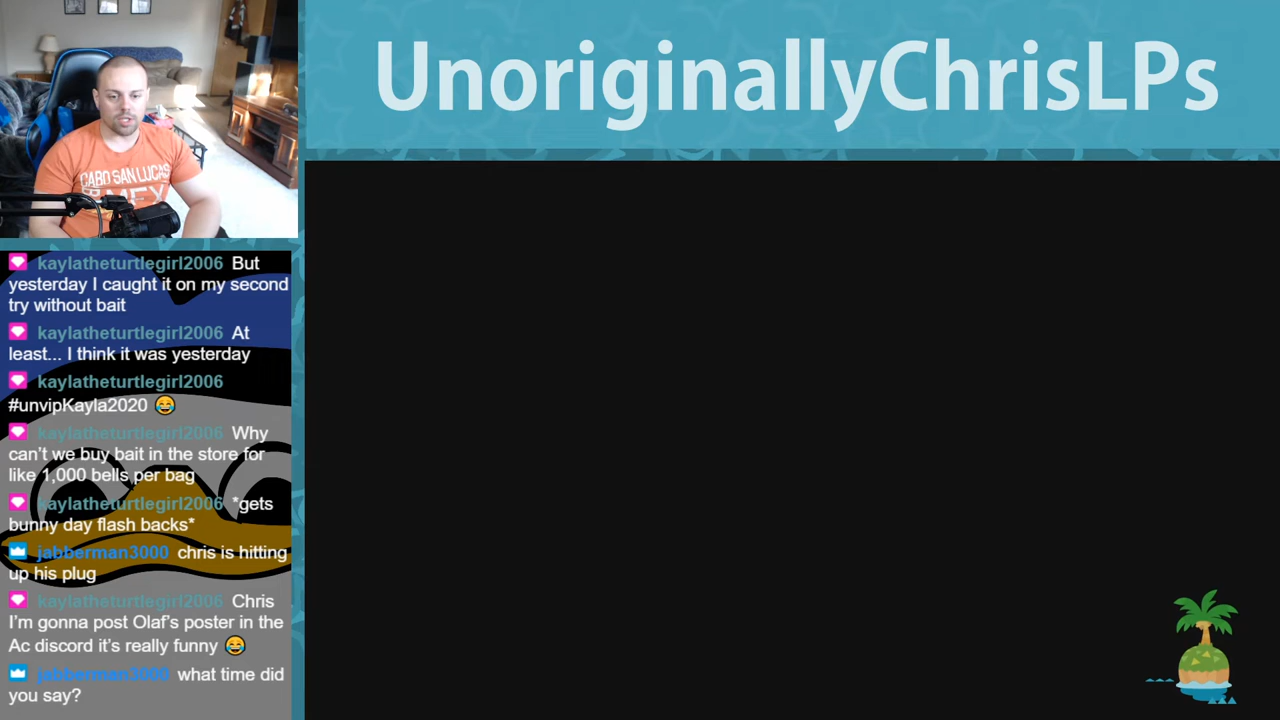 UnoriginallyChrisLPs
CABO SAN LUCAS
MEX
kaylatheturtlegirl2006 But
yesterday I caught it on my second
try without bait
kaylatheturtlegirl2006 At
least... I think it was yesterday
kaylatheturtlegirl2006
#unvipKayla2020 😂
kaylatheturtlegirl2006 Why
can't we buy bait in the store for
like 1,000 bells per bag
kaylatheturtlegirl2006 *gets
bunny day flash backs*
jabberman3000 chris is hitting
up his plug
kaylatheturtlegirl2006 Chris
I'm gonna post Olaf's poster in the
Ac discord it's really funny 😂
jabberman3000 what time did
you say?